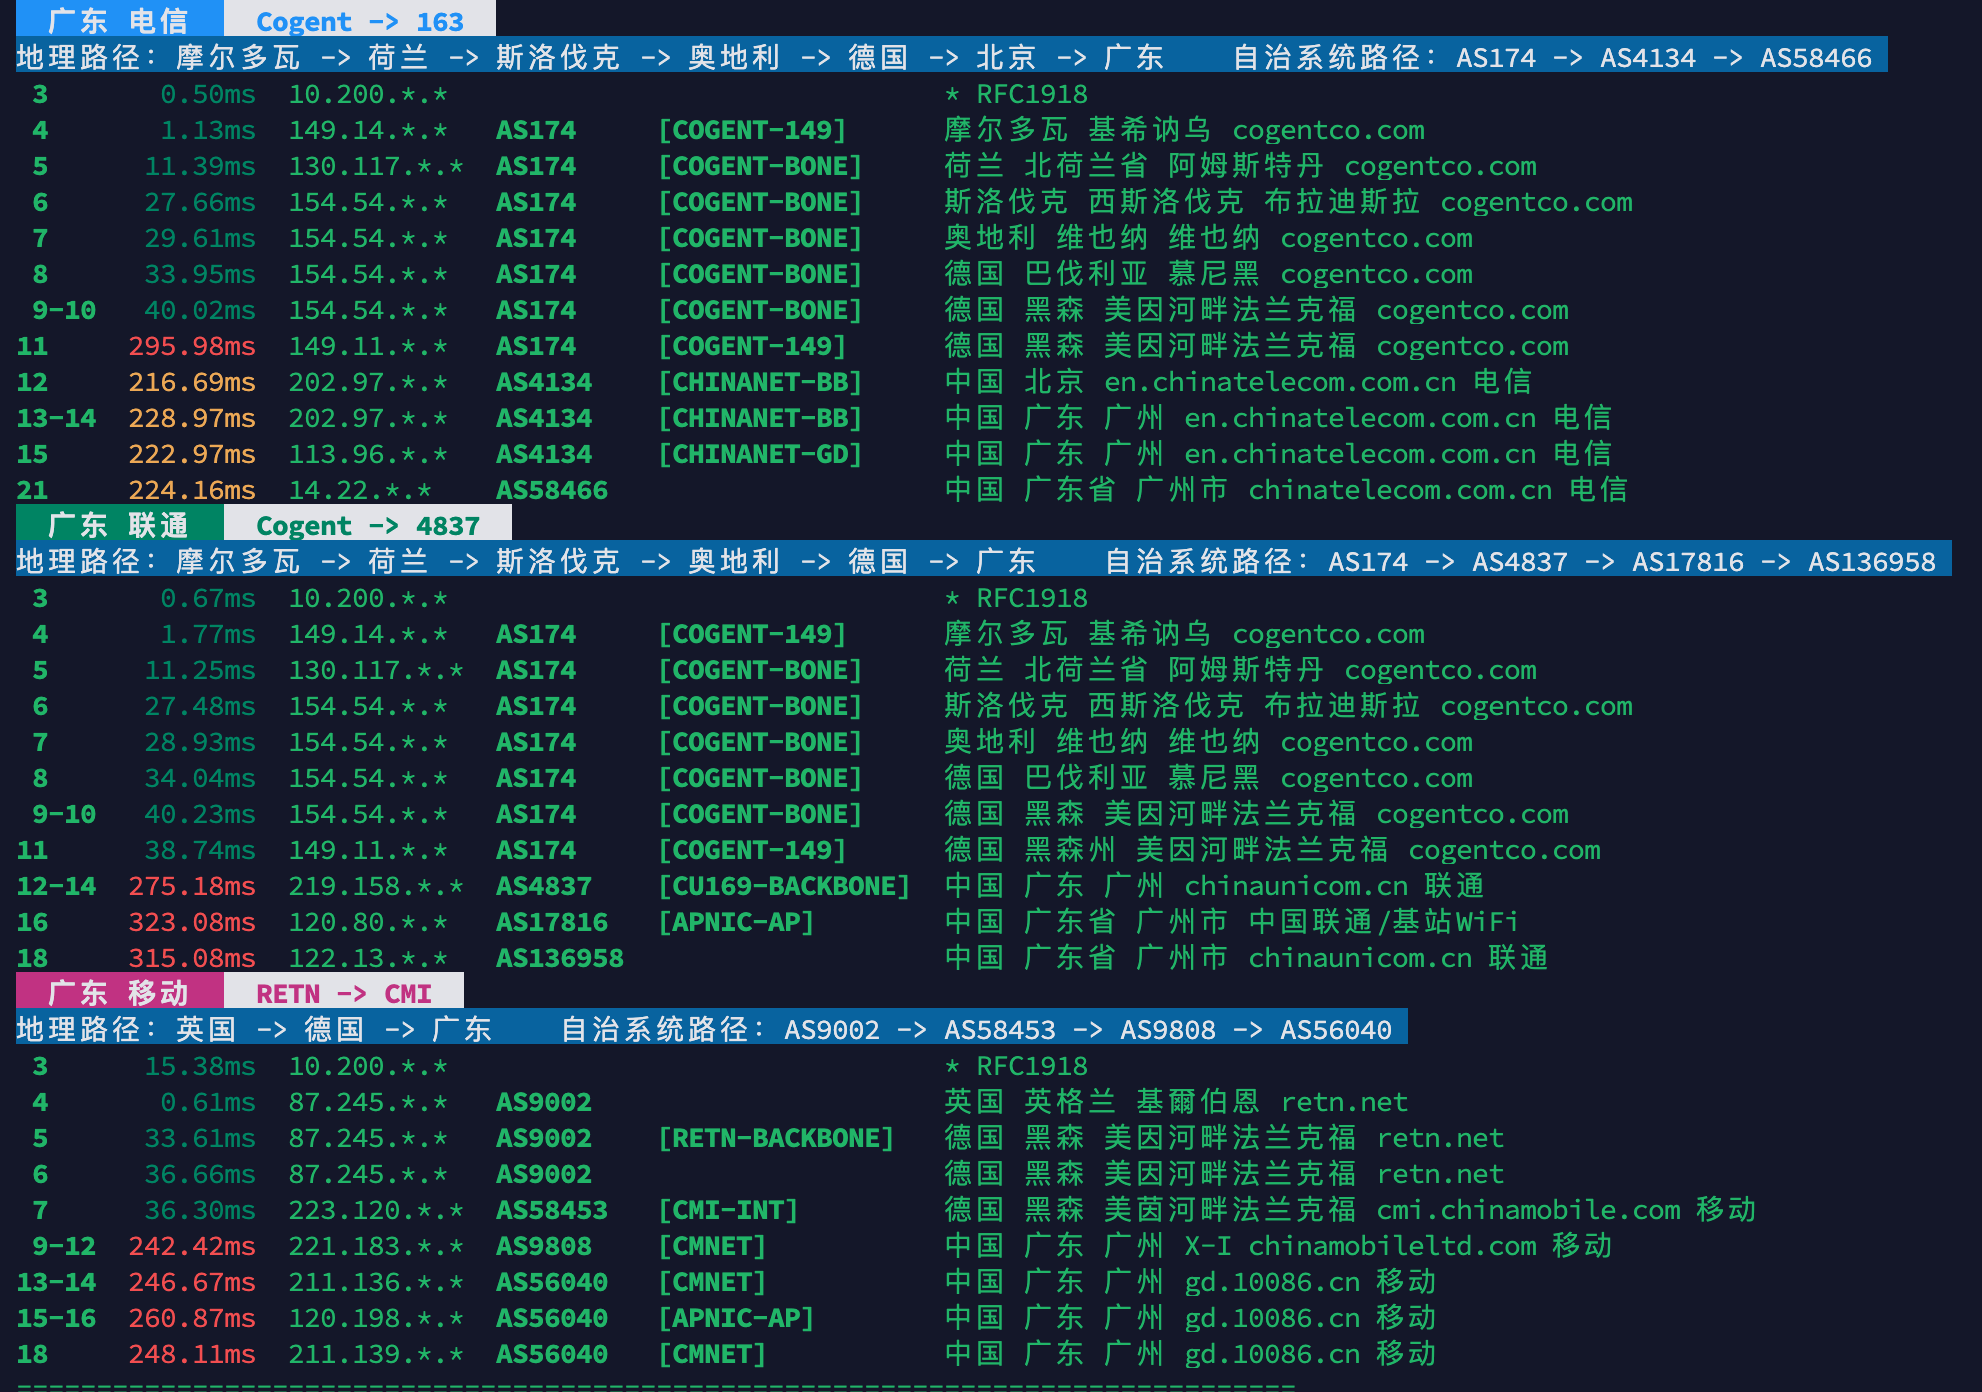 广东 电信 Cogent -> 163
地理路径: 摩尔多瓦 -> 荷兰 -> 斯洛伐克 -> 奥地利 -> 德国 -> 北京 -> 广东 自治系统路径: AS174 -> AS4134 -> AS58466
3 0.50ms 10.200.*.* * RFC1918
4 1.13ms 149.14.*.* AS174 [COGENT-149] 摩尔多瓦 基希讷乌 cogentco.com
5 11.39ms 130.117.*.* AS174 [COGENT-BONE] 荷兰 北荷兰省 阿姆斯特丹 cogentco.com
6 27.66ms 154.54.*.* AS174 [COGENT-BONE] 斯洛伐克 西斯洛伐克 布拉迪斯拉 cogentco.com
7 29.61ms 154.54.*.* AS174 [COGENT-BONE] 奥地利 维也纳 维也纳 cogentco.com
8 33.95ms 154.54.*.* AS174 [COGENT-BONE] 德国 巴伐利亚 慕尼黑 cogentco.com
9-10 40.02ms 154.54.*.* AS174 [COGENT-BONE] 德国 黑森 美因河畔法兰克福 cogentco.com
11 295.98ms 149.11.*.* AS174 [COGENT-149] 德国 黑森 美因河畔法兰克福 cogentco.com
12 216.69ms 202.97.*.* AS4134 [CHINANET-BB] 中国 北京 en.chinatelecom.com.cn 电信
13-14 228.97ms 202.97.*.* AS4134 [CHINANET-BB] 中国 广东 广州 en.chinatelecom.com.cn 电信
15 222.97ms 113.96.*.* AS4134 [CHINANET-GD] 中国 广东 广州 en.chinatelecom.com.cn 电信
21 224.16ms 14.22.*.* AS58466 中国 广东省 广州市 chinatelecom.com.cn 电信
广东 联通 Cogent -> 4837
地理路径: 摩尔多瓦 -> 荷兰 -> 斯洛伐克 -> 奥地利 -> 德国 -> 广东 自治系统路径: AS174 -> AS4837 -> AS17816 -> AS136958
3 0.67ms 10.200.*.* * RFC1918
4 1.77ms 149.14.*.* AS174 [COGENT-149] 摩尔多瓦 基希讷乌 cogentco.com
5 11.25ms 130.117.*.* AS174 [COGENT-BONE] 荷兰 北荷兰省 阿姆斯特丹 cogentco.com
6 27.48ms 154.54.*.* AS174 [COGENT-BONE] 斯洛伐克 西斯洛伐克 布拉迪斯拉 cogentco.com
7 28.93ms 154.54.*.* AS174 [COGENT-BONE] 奥地利 维也纳 维也纳 cogentco.com
8 34.04ms 154.54.*.* AS174 [COGENT-BONE] 德国 巴伐利亚 慕尼黑 cogentco.com
9-10 40.23ms 154.54.*.* AS174 [COGENT-BONE] 德国 黑森 美因河畔法兰克福 cogentco.com
11 38.74ms 149.11.*.* AS174 [COGENT-149] 德国 黑森州 美因河畔法兰克福 cogentco.com
12-14 275.18ms 219.158.*.* AS4837 [CU169-BACKBONE] 中国 广东 广州 chinaunicom.cn 联通
16 323.08ms 120.80.*.* AS17816 [APNIC-AP] 中国 广东省 广州市 中国联通/基站WiFi
18 315.08ms 122.13.*.* AS136958 中国 广东省 广州市 chinaunicom.cn 联通
广东 移动 RETN -> CMI
地理路径: 英国 -> 德国 -> 广东 自治系统路径: AS9002 -> AS58453 -> AS9808 -> AS56040
3 15.38ms 10.200.*.* * RFC1918
4 0.61ms 87.245.*.* AS9002 英国 英格兰 基爾伯恩 retn.net
5 33.61ms 87.245.*.* AS9002 [RETN-BACKBONE] 德国 黑森 美因河畔法兰克福 retn.net
6 36.66ms 87.245.*.* AS9002 德国 黑森 美因河畔法兰克福 retn.net
7 36.30ms 223.120.*.* AS58453 [CMI-INT] 德国 黑森 美茵河畔法兰克福 cmi.chinamobile.com 移动
9-12 242.42ms 221.183.*.* AS9808 [CMNET] 中国 广东 广州 X-I chinamobileltd.com 移动
13-14 246.67ms 211.136.*.* AS56040 [CMNET] 中国 广东 广州 gd.10086.cn 移动
15-16 260.87ms 120.198.*.* AS56040 [APNIC-AP] 中国 广东 广州 gd.10086.cn 移动
18 248.11ms 211.139.*.* AS56040 [CMNET] 中国 广东 广州 gd.10086.cn 移动